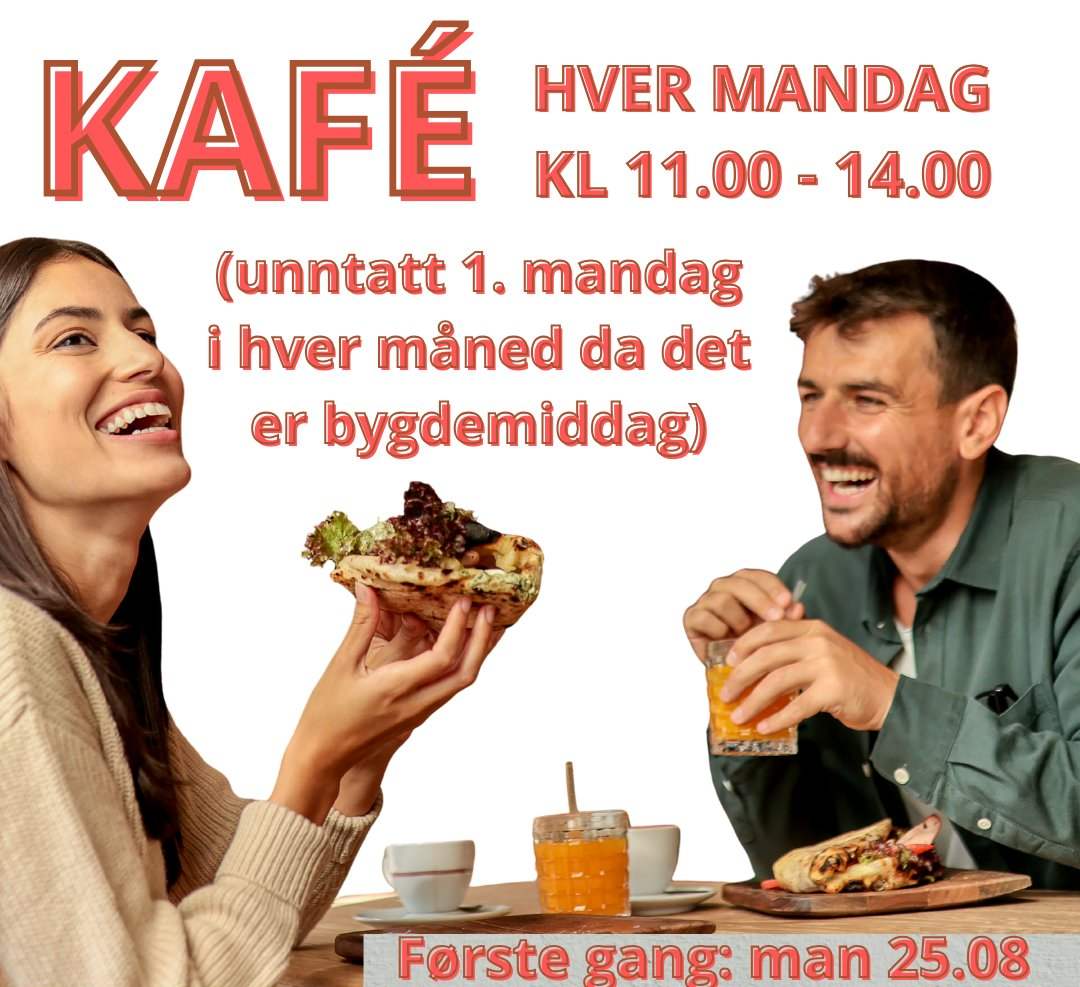 KAFÉ
HVER MANDAG
KL 11.00 - 14.00
(unntatt 1. mandag
i hver måned da det
er bygdemiddag)
Første gang: man 25.08